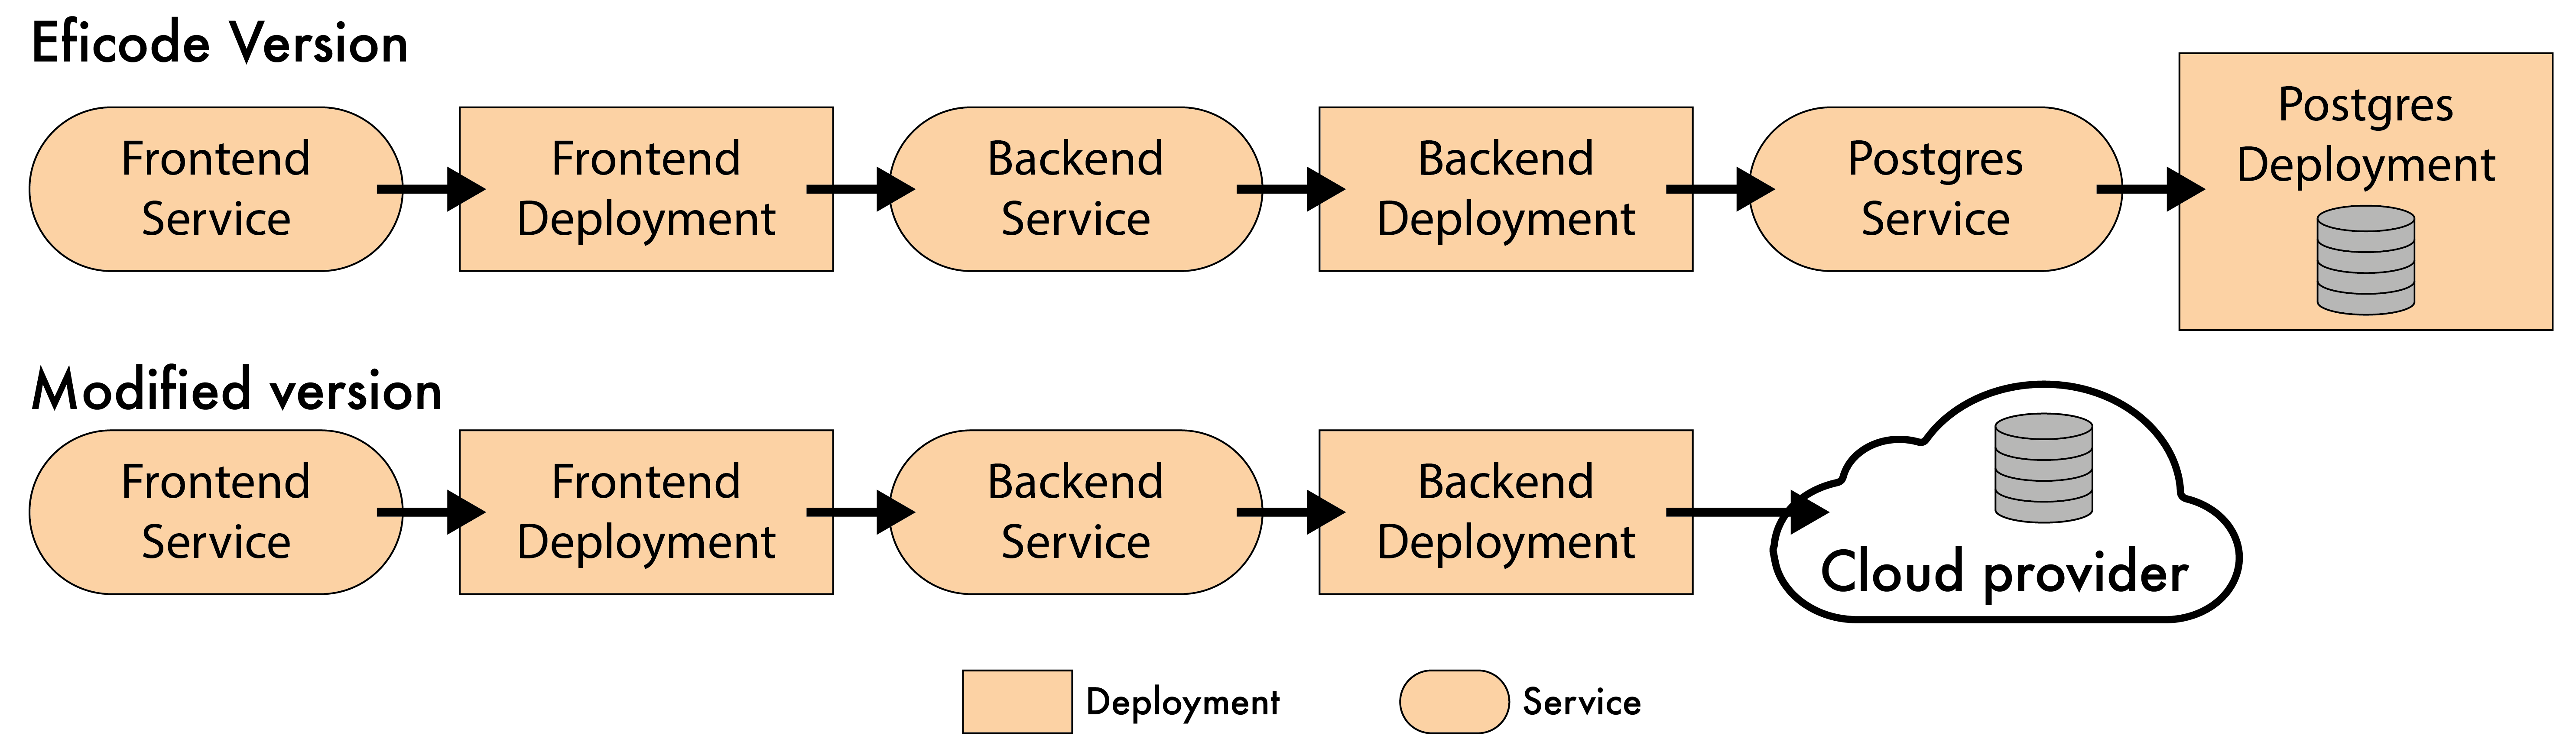 Eficode Version
Frontend
Service
Frontend
Deployment
Backend
Service
Backend
Deployment
Postgres
Service
Postgres
Deployment
Modified version
Frontend
Service
Frontend
Deployment
Backend
Service
Backend
Deployment
Cloud provider
Deployment
Service